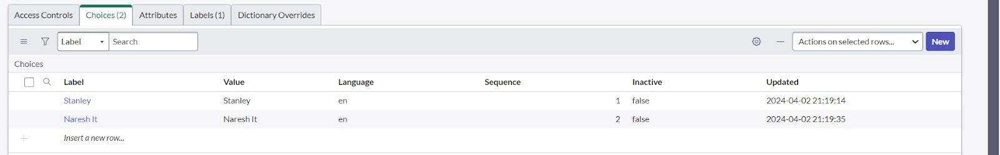 Access Controls Choices (2) Attributes Labels (1) Dictionary Overrides
Label Search Actions on selected rows... New
Choices
Label Value Language Sequence Inactive Updated
Stanley Stanley en 1 false 2024-04-02 21:19:14
Naresh It Naresh It en 2 false 2024-04-02 21:19:35
Insert a new row...